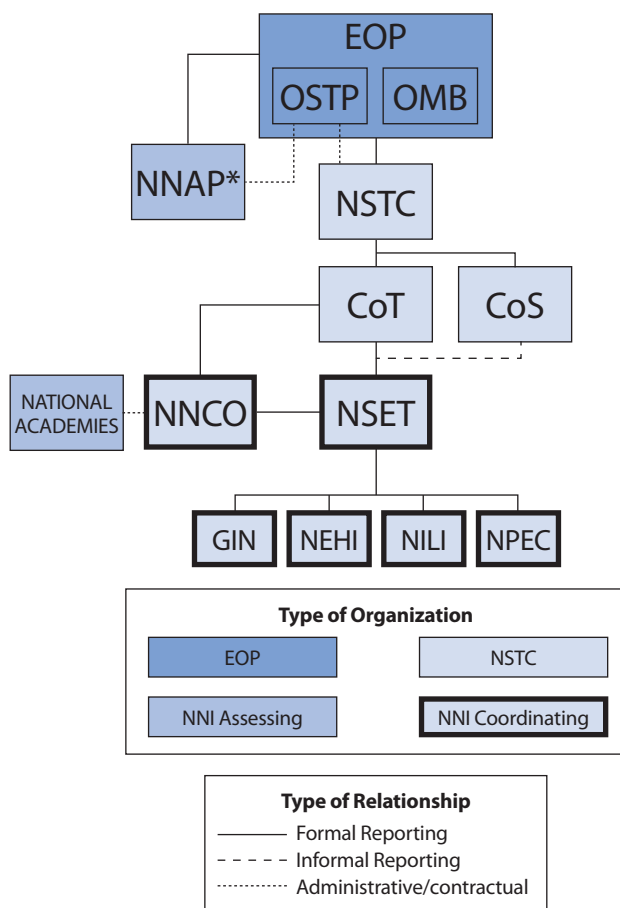 EOP
OSTP
OMB
NNAP*
NSTC
CoT
CoS
NATIONAL
ACADEMIES
NNCO
NSET
GIN
NEHI
NILI
NPEC
Type of Organization
EOP
NSTC
NNI Assessing
NNI Coordinating
Type of Relationship
Formal Reporting
Informal Reporting
Administrative/contractual